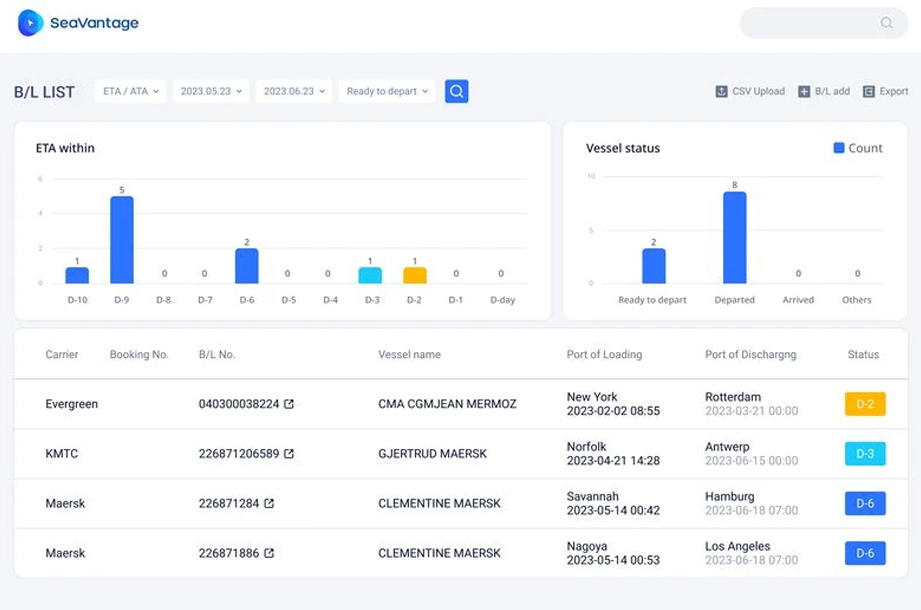 SeaVantage
B/L LIST
ETA / ATA
2023.05.23
2023.06.23
Ready to depart
CSV Upload
B/L add
Export
ETA within
6
4
2
0
1
5
0
0
2
0
0
1
1
0
0
D-10
D-9
D-8
D-7
D-6
D-5
D-4
D-3
D-2
D-1
D-day
Vessel status
Count
10
5
0
2
8
0
0
Ready to depart
Departed
Arrived
Others
Carrier Booking No. B/L No. Vessel name Port of Loading Port of Dischargng Status
Evergreen 040300038224 CMA CGMJEAN MERMOZ New York Rotterdam D-2
2023-02-02 08:55 2023-03-21 00:00
KMTC 226871206589 GJERTRUD MAERSK Norfolk Antwerp D-3
2023-04-21 14:28 2023-06-15 00:00
Maersk 226871284 CLEMENTINE MAERSK Savannah Hamburg D-6
2023-05-14 00:42 2023-06-18 07:00
Maersk 226871886 CLEMENTINE MAERSK Nagoya Los Angeles D-6
2023-05-14 00:53 2023-06-18 07:00